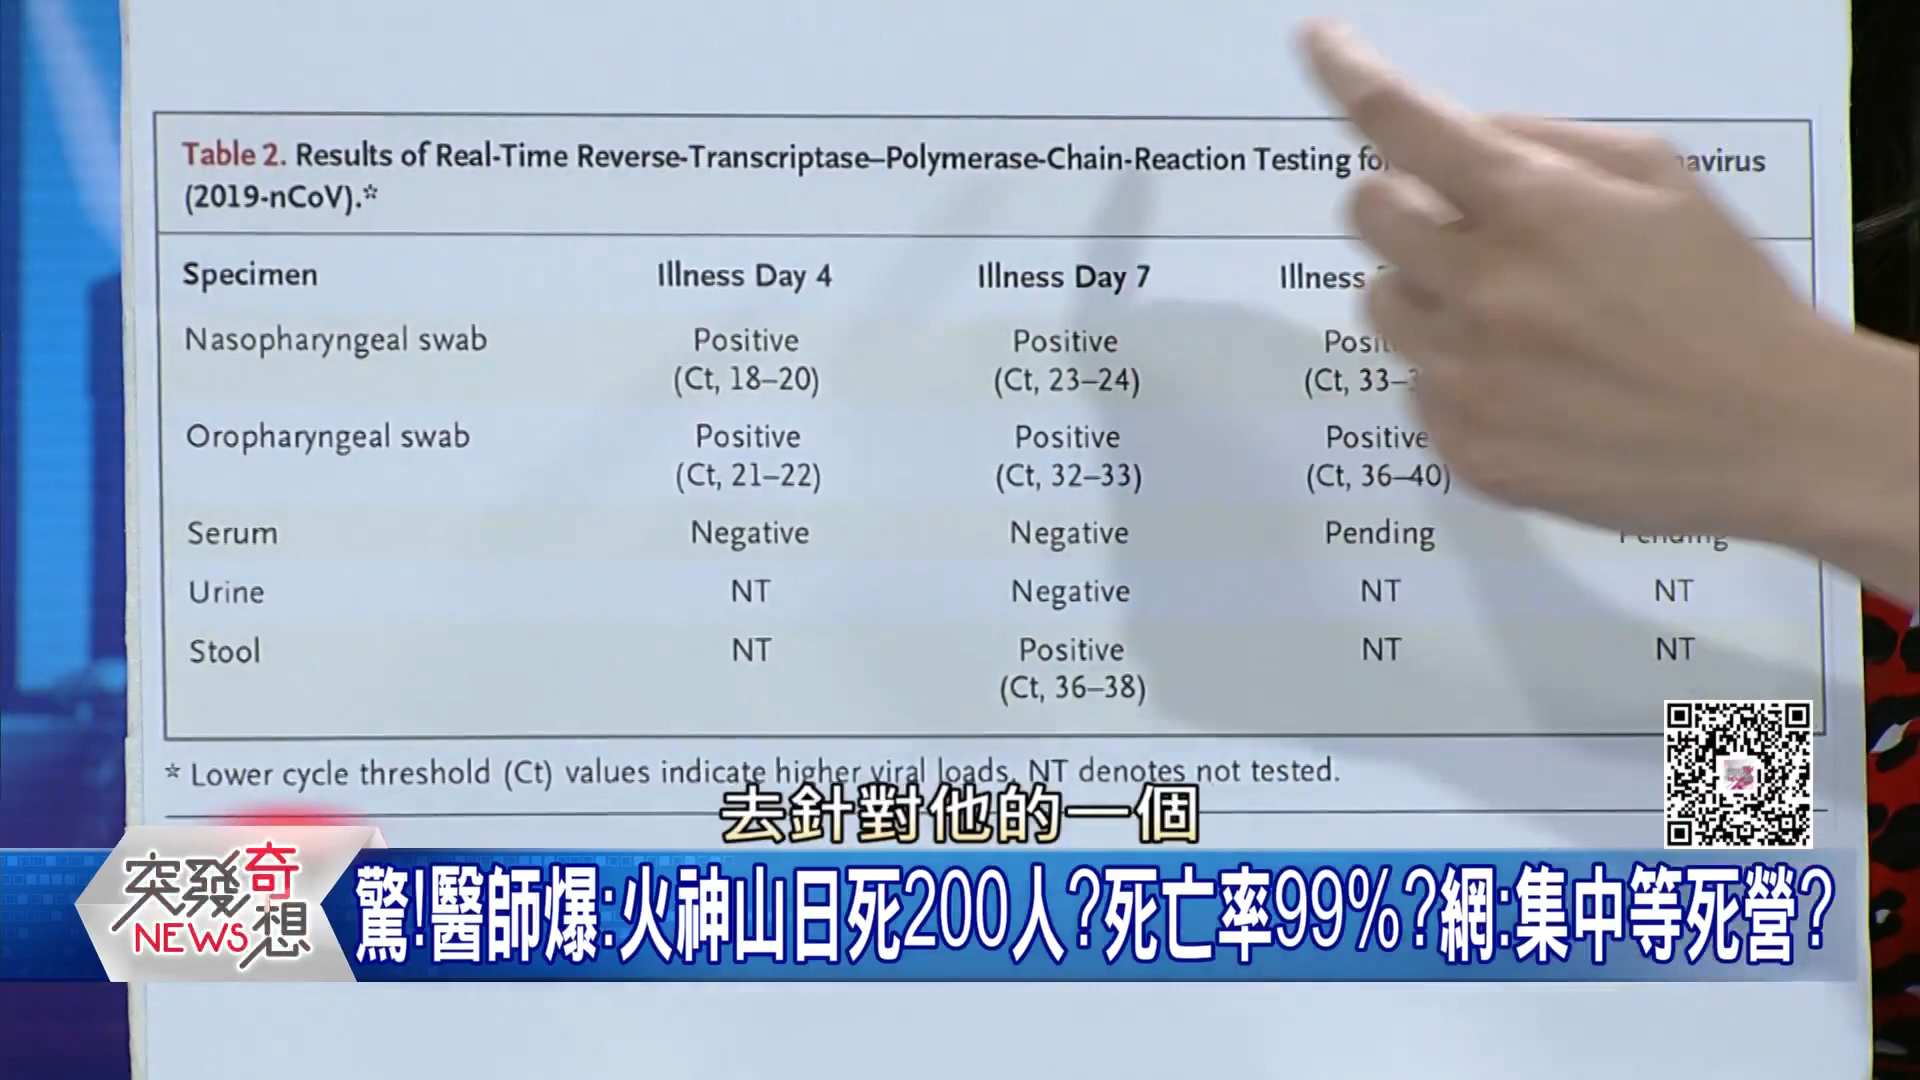 Table 2. Results of Real-Time Reverse-Transcriptase–Polymerase-Chain-Reaction Testing for
(2019-nCoV).*
Specimen Illness Day 4 Illness Day 7 Illness
Nasopharyngeal swab Positive Positive
(Ct, 18–20) (Ct, 23–24) (Ct, 33–
Oropharyngeal swab Positive Positive Positive
(Ct, 21–22) (Ct, 32–33) (Ct, 36–40)
Serum Negative Negative Pending Pending
Urine NT Negative NT NT
Stool NT Positive NT NT
(Ct, 36–38)
* Lower cycle threshold (Ct) values indicate higher viral loads. NT denotes not tested.
去針對他的一個
突發奇想
NEWS
驚!醫師爆:火神山日死200人?死亡率99%?網:集中等死營?